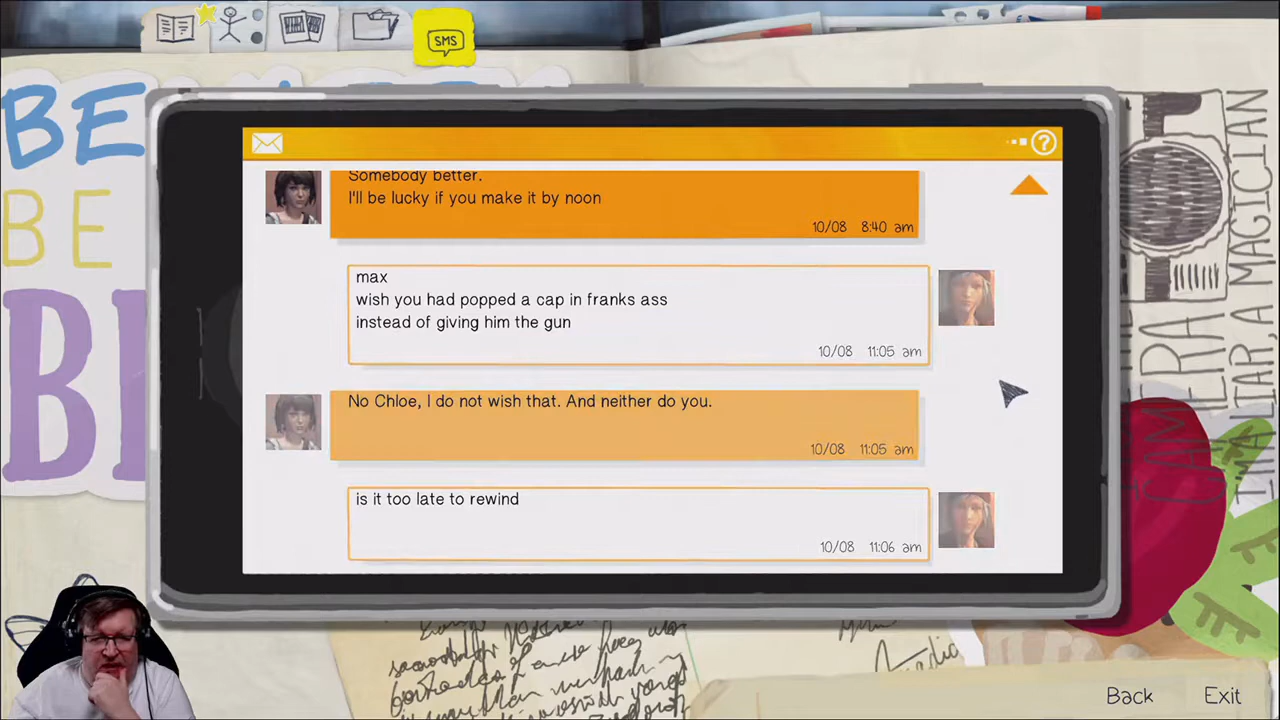 SMS
BE
BE
Somebody better.
I'll be lucky if you make it by noon
10/08 8:40 am
max
wish you had popped a cap in franks ass
instead of giving him the gun
10/08 11:05 am
No Chloe, I do not wish that. And neither do you.
10/08 11:05 am
is it too late to rewind
10/08 11:06 am
CAMERA
I'M A LIAR, A MAGICIAN
Back Exit